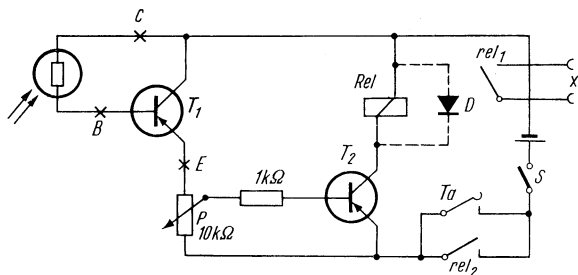 C
rel₁
Rel
x
B
T₁
D
E
T₂
1kΩ
Ta
S
P
10kΩ
rel₂